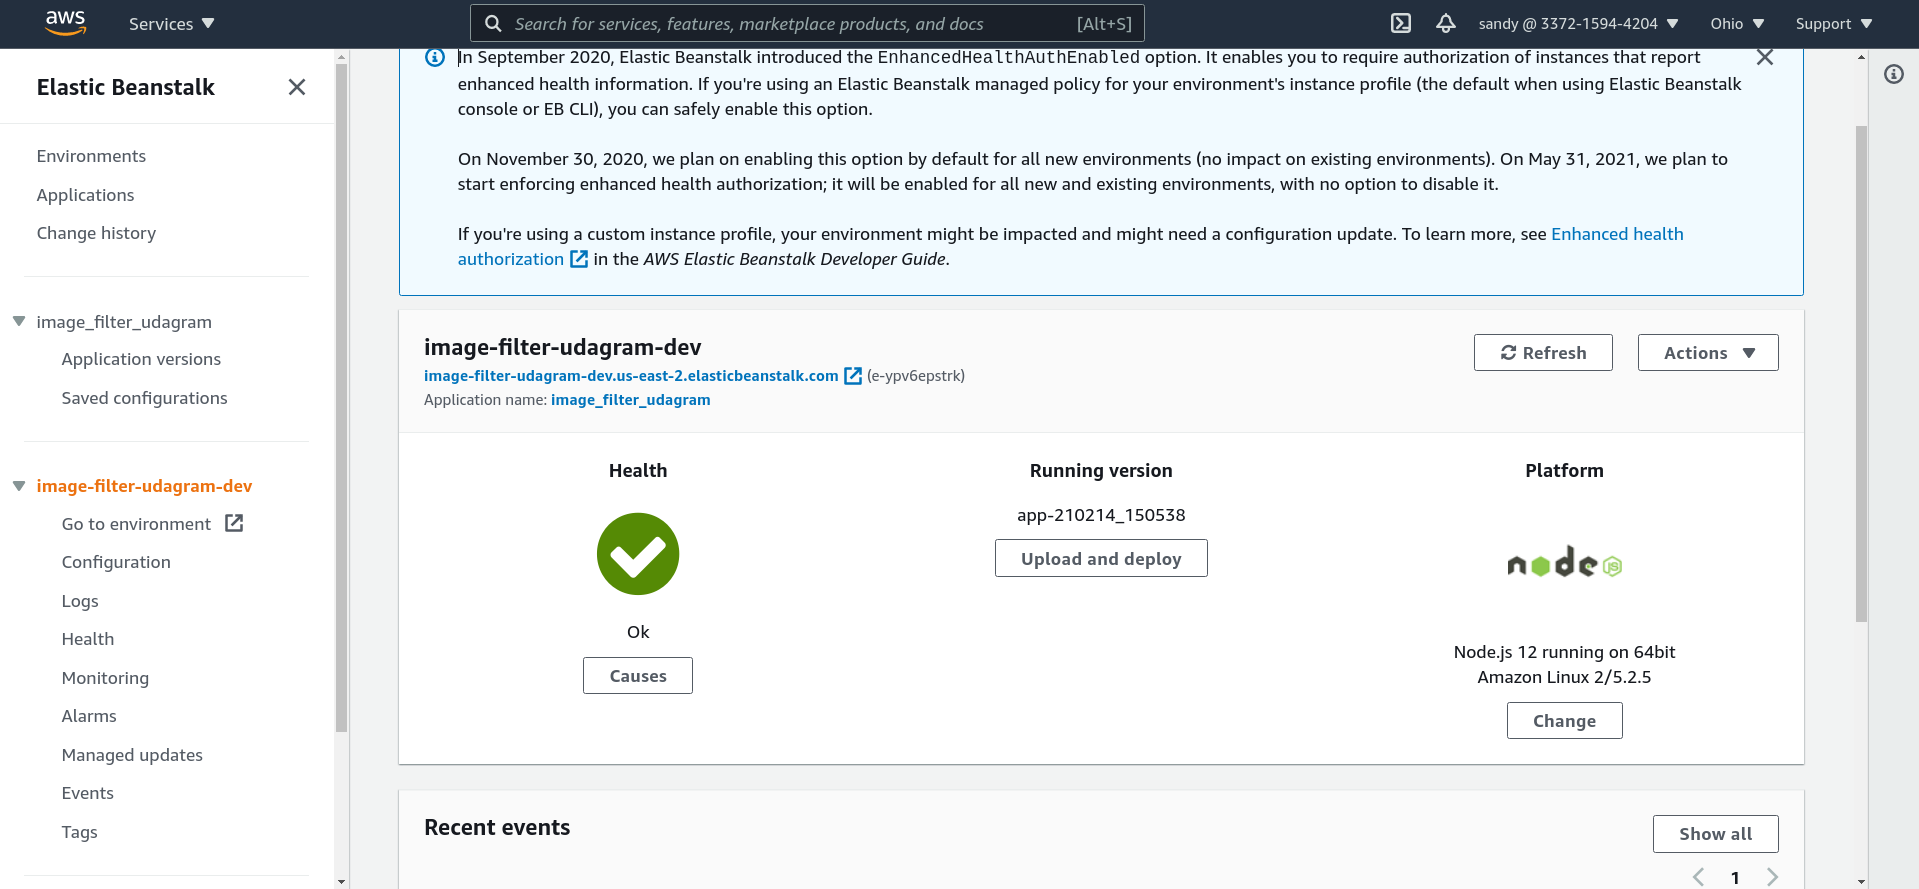 aws
Services
Search for services, features, marketplace products, and docs [Alt+S]
sandy @ 3372-1594-4204
Ohio
Support
Elastic Beanstalk
Environments
Applications
Change history
image_filter_udagram
Application versions
Saved configurations
image-filter-udagram-dev
Go to environment
Configuration
Logs
Health
Monitoring
Alarms
Managed updates
Events
Tags
In September 2020, Elastic Beanstalk introduced the EnhancedHealthAuthEnabled option. It enables you to require authorization of instances that report
enhanced health information. If you're using an Elastic Beanstalk managed policy for your environment's instance profile (the default when using Elastic Beanstalk
console or EB CLI), you can safely enable this option.
On November 30, 2020, we plan on enabling this option by default for all new environments (no impact on existing environments). On May 31, 2021, we plan to
start enforcing enhanced health authorization; it will be enabled for all new and existing environments, with no option to disable it.
If you're using a custom instance profile, your environment might be impacted and might need a configuration update. To learn more, see Enhanced health
authorization in the AWS Elastic Beanstalk Developer Guide.
image-filter-udagram-dev
image-filter-udagram-dev.us-east-2.elasticbeanstalk.com (e-ypv6epstrk)
Application name: image_filter_udagram
Refresh
Actions
Health
Ok
Causes
Running version
app-210214_150538
Upload and deploy
Platform
node JS
Node.js 12 running on 64bit
Amazon Linux 2/5.2.5
Change
Recent events
Show all
1